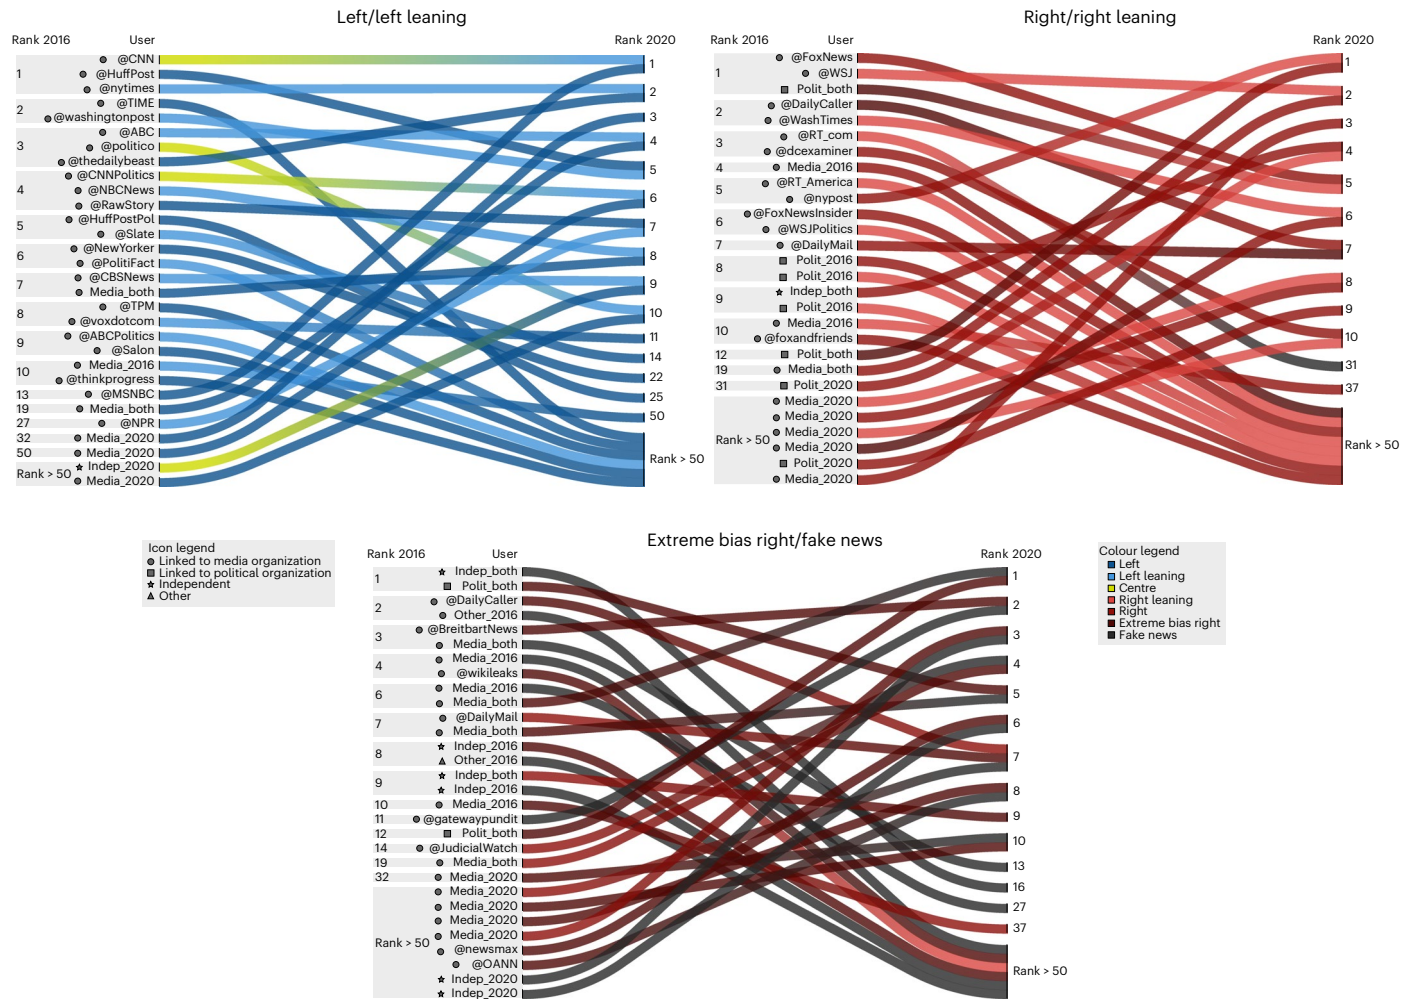 Left/left leaning
Rank 2016 User Rank 2020
@CNN
1 @HuffPost
@nytimes
@TIME
2 @washingtonpost
@ABC
3 @politico
@thedailybeast
@CNNPolitics
4 @NBCNews
@RawStory
@HuffPostPol
5 @Slate
@NewYorker
6 @PolitiFact
@CBSNews
7 Media_both
@TPM
8 @voxdotcom
@ABCPolitics
9 @Salon
Media_2016
10 @thinkprogress
13 @MSNBC
19 Media_both
27 @NPR
32 Media_2020
50 Media_2020
Indep_2020
Rank > 50 Media_2020
1
2
3
4
5
6
7
8
9
10
11
14
22
25
50
Rank > 50
Right/right leaning
Rank 2016 User Rank 2020
@FoxNews
1 @WSJ
Polit_both
@DailyCaller
2 @WashTimes
@RT_com
3 @dcexaminer
4 Media_2016
@RT_America
5 @nypost
@FoxNewsInsider
6 @WSJPolitics
7 @DailyMail
Polit_2016
8 Polit_2016
Indep_both
9 Polit_2016
Media_2016
10 @foxandfriends
12 Polit_both
19 Media_both
31 Polit_2020
Media_2020
Media_2020
Media_2020
Rank > 50 Media_2020
Polit_2020
Media_2020
1
2
3
4
5
6
7
8
9
10
31
37
Rank > 50
Icon legend
Linked to media organization
Linked to political organization
Independent
Other
Extreme bias right/fake news
Rank 2016 User Rank 2020
Indep_both
1 Polit_both
@DailyCaller
2 Other_2016
@BreitbartNews
3 Media_both
Media_2016
4 @wikileaks
Media_2016
6 Media_both
@DailyMail
7 Media_both
Indep_2016
8 Other_2016
Indep_both
9 Indep_2016
10 Media_2016
11 @gatewaypundit
12 Polit_both
14 @JudicialWatch
19 Media_both
32 Media_2020
Media_2020
Media_2020
Media_2020
Media_2020
Rank > 50 @newsmax
@OANN
Indep_2020
Indep_2020
1
2
3
4
5
6
7
8
9
10
13
16
27
37
Rank > 50
Colour legend
Left
Left leaning
Centre
Right leaning
Right
Extreme bias right
Fake news